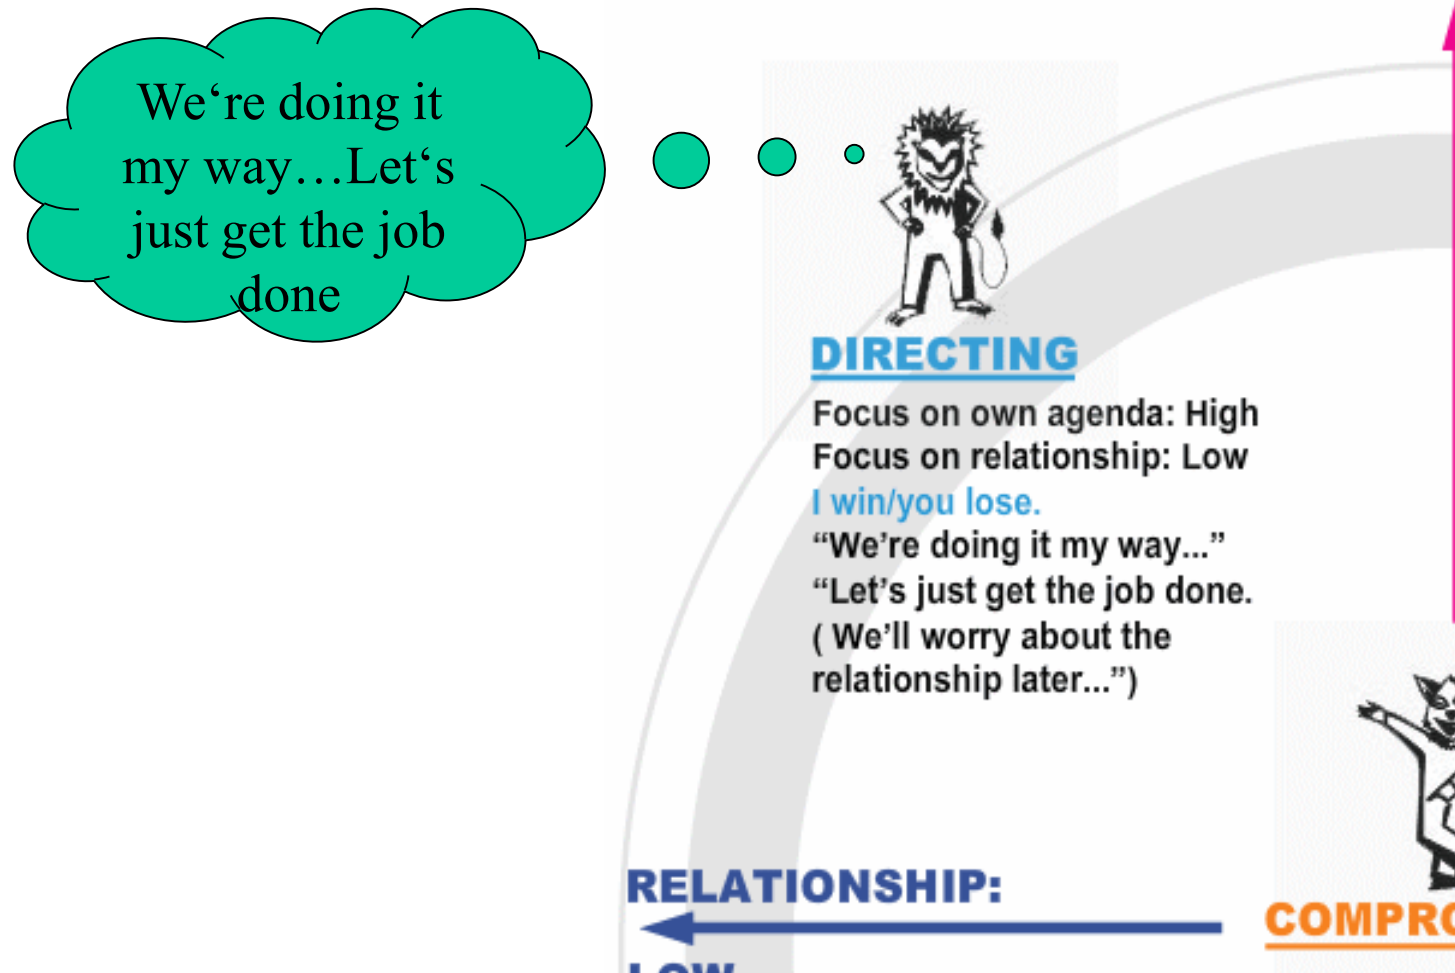 We‘re doing it
my way…Let‘s
just get the job
done
DIRECTING
Focus on own agenda: High
Focus on relationship: Low
I win/you lose.
“We’re doing it my way...”
“Let’s just get the job done.
( We’ll worry about the
relationship later...”)
RELATIONSHIP:
LOW